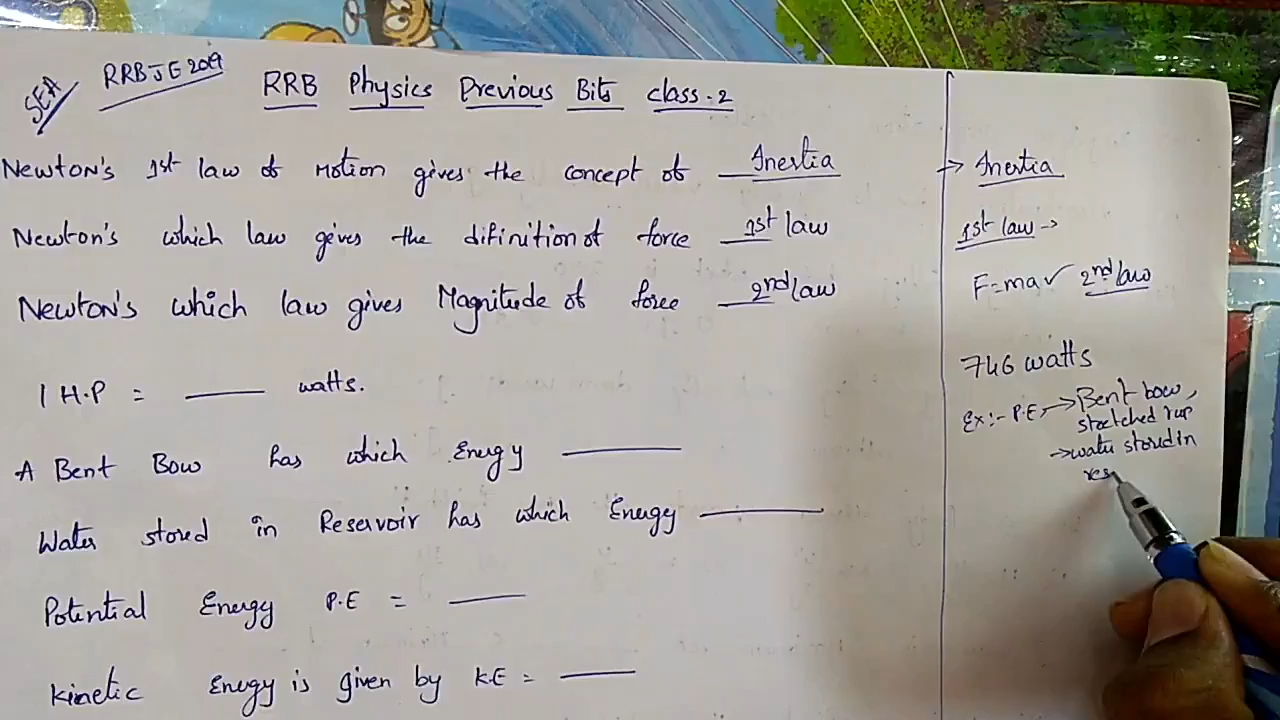 SEA
RRB JE 2019
RRB Physics Previous Bits class-2
Newton's 1st law of Motion gives the concept of Inertia
Newton's which law gives the difinition of force 1st law
Newton's which law gives Magnitude of force 2nd law
1 H.P = ____ watts.
A Bent Bow has which Energy ____
Water stored in Reservoir has which Energy ____
Potential Energy P.E = ____
Kinetic Energy is given by K.E = ____
→ Inertia
1st law →
F=ma ✓ 2nd law
746 watts
Ex:- P.E → Bent bow,
stretched
→ water stored in
res